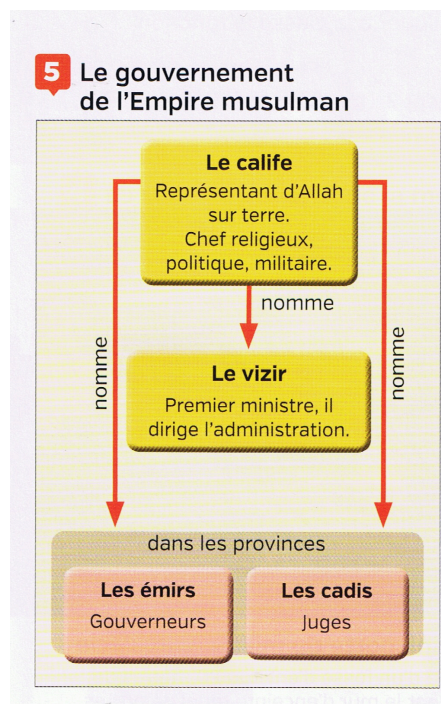 5 Le gouvernement
de l'Empire musulman
Le calife
Représentant d'Allah
sur terre.
Chef religieux,
politique, militaire.
nomme
nomme
nomme
Le vizir
Premier ministre, il
dirige l'administration.
dans les provinces
Les émirs
Gouverneurs
Les cadis
Juges